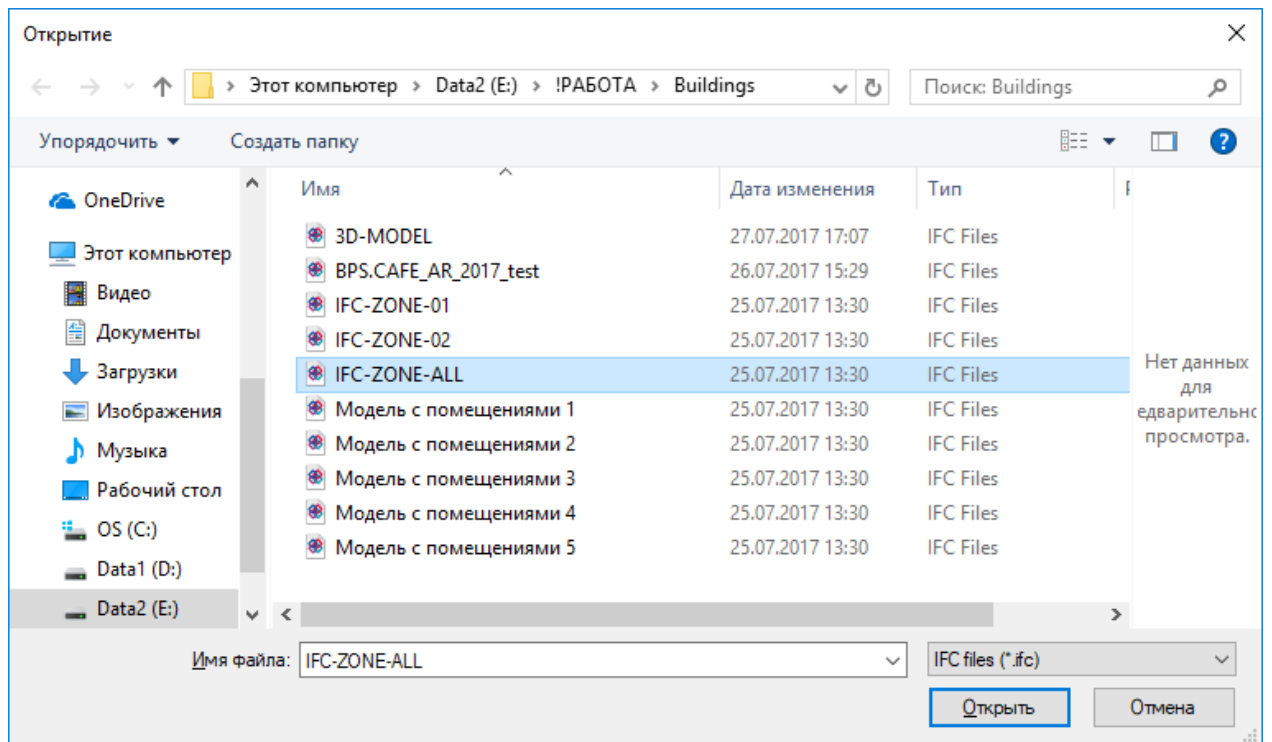 Открытие
Этот компьютер > Data2 (E:) > !РАБОТА > Buildings
Поиск: Buildings
Упорядочить
Создать папку
OneDrive
Этот компьютер
Видео
Документы
Загрузки
Изображения
Музыка
Рабочий стол
OS (C:)
Data1 (D:)
Data2 (E:)
Имя Дата изменения Тип
3D-MODEL 27.07.2017 17:07 IFC Files
BPS.CAFE_AR_2017_test 26.07.2017 15:29 IFC Files
IFC-ZONE-01 25.07.2017 13:30 IFC Files
IFC-ZONE-02 25.07.2017 13:30 IFC Files
IFC-ZONE-ALL 25.07.2017 13:30 IFC Files
Модель с помещениями 1 25.07.2017 13:30 IFC Files
Модель с помещениями 2 25.07.2017 13:30 IFC Files
Модель с помещениями 3 25.07.2017 13:30 IFC Files
Модель с помещениями 4 25.07.2017 13:30 IFC Files
Модель с помещениями 5 25.07.2017 13:30 IFC Files
Нет данных
для
едварительно
просмотра.
Имя файла: IFC-ZONE-ALL
IFC files (*.ifc)
Открыть
Отмена